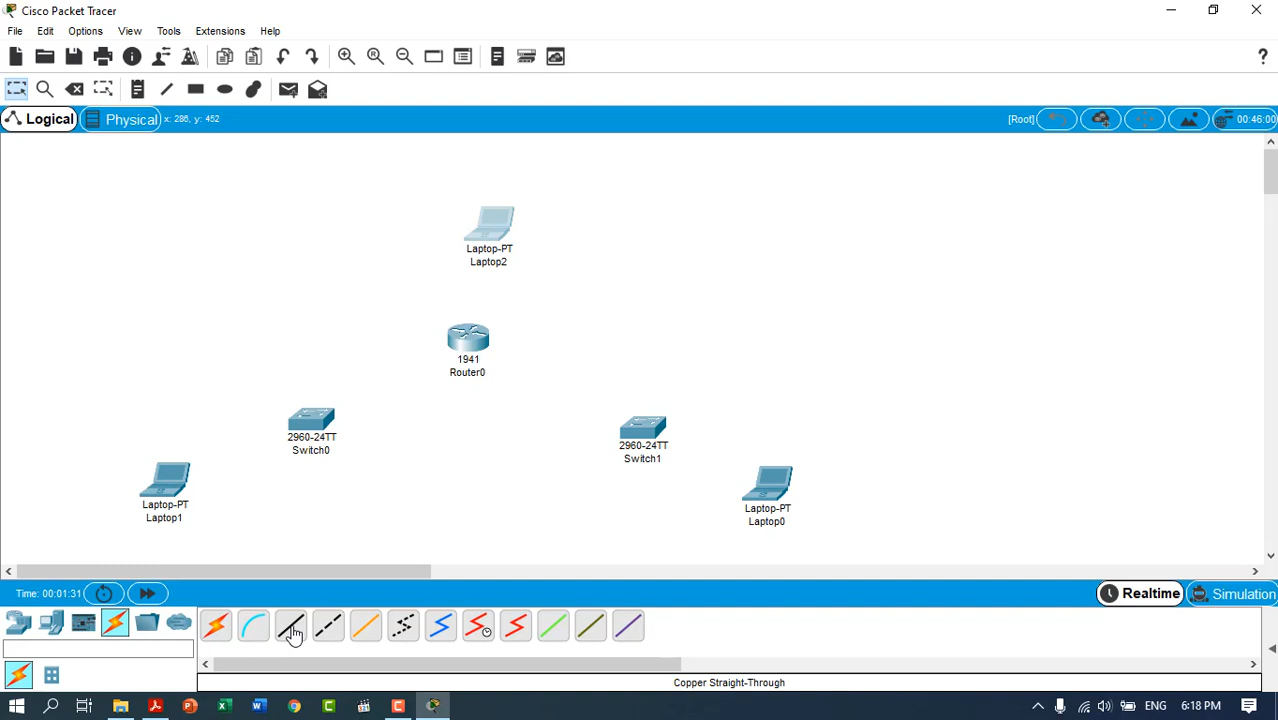 Cisco Packet Tracer
File Edit Options View Tools Extensions Help
Logical Physical x: 286, y: 452 [Root] 00:46:00
Laptop-PT
Laptop2
1941
Router0
2960-24TT
Switch0
2960-24TT
Switch1
Laptop-PT
Laptop1
Laptop-PT
Laptop0
Time: 00:01:31 Realtime Simulation
Copper Straight-Through
ENG 6:18 PM